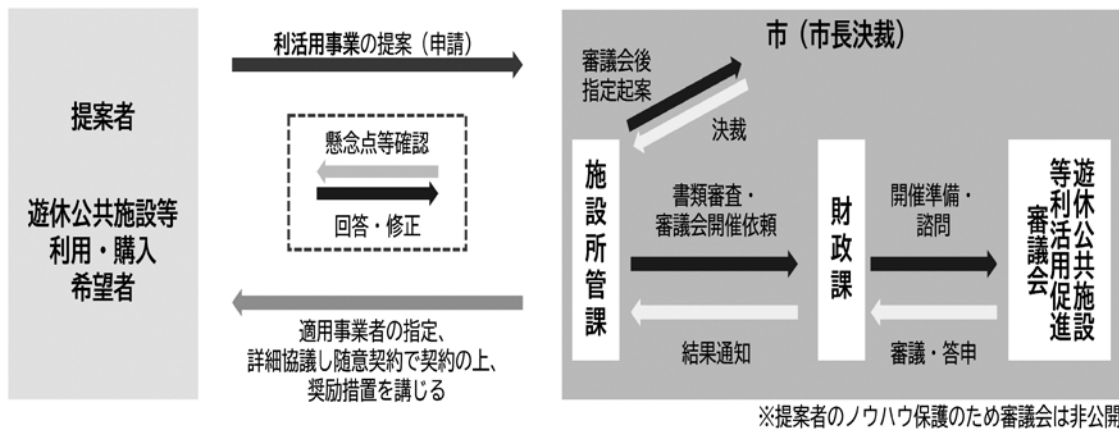 提案者
遊休公共施設等
利用・購入
希望者
利活用事業の提案（申請）
懸念点等確認
回答・修正
適用事業者の指定、
詳細協議し随意契約で契約の上、
奨励措置を講じる
市（市長決裁）
審議会後
指定起案
決裁
施設所管課
書類審査・
審議会開催依頼
結果通知
財政課
開催準備・
諮問
審議・答申
遊休公共施設
等利活用促進
審議会
※提案者のノウハウ保護のため審議会は非公開